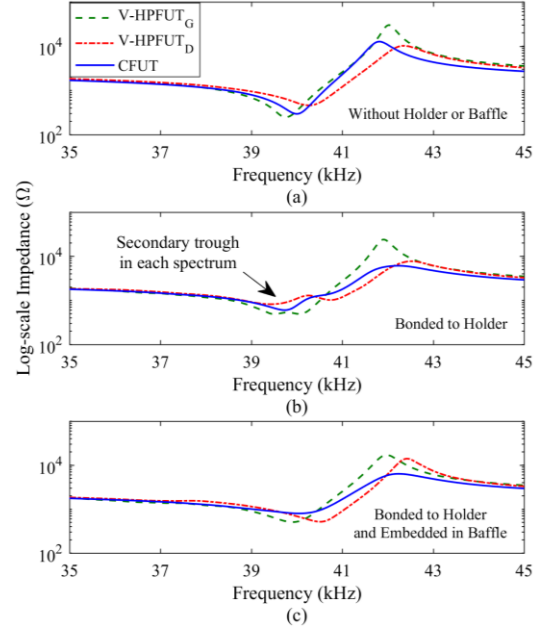 V-HPFUT_G
V-HPFUT_D
CFUT
10^4
10^2
Without Holder or Baffle
35 37 39 41 43 45
Frequency (kHz)
(a)
Log-scale Impedance (Ω)
10^4
10^2
Secondary trough
in each spectrum
Bonded to Holder
35 37 39 41 43 45
Frequency (kHz)
(b)
10^4
10^2
Bonded to Holder
and Embedded in Baffle
35 37 39 41 43 45
Frequency (kHz)
(c)